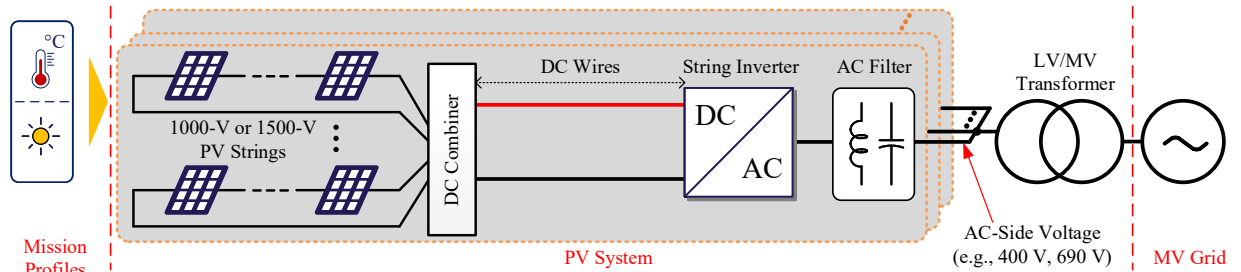 °C
Mission
Profiles
1000-V or 1500-V
PV Strings
DC Combiner
DC Wires
String Inverter
DC
AC
AC Filter
PV System
LV/MV
Transformer
AC-Side Voltage
(e.g., 400 V, 690 V)
MV Grid